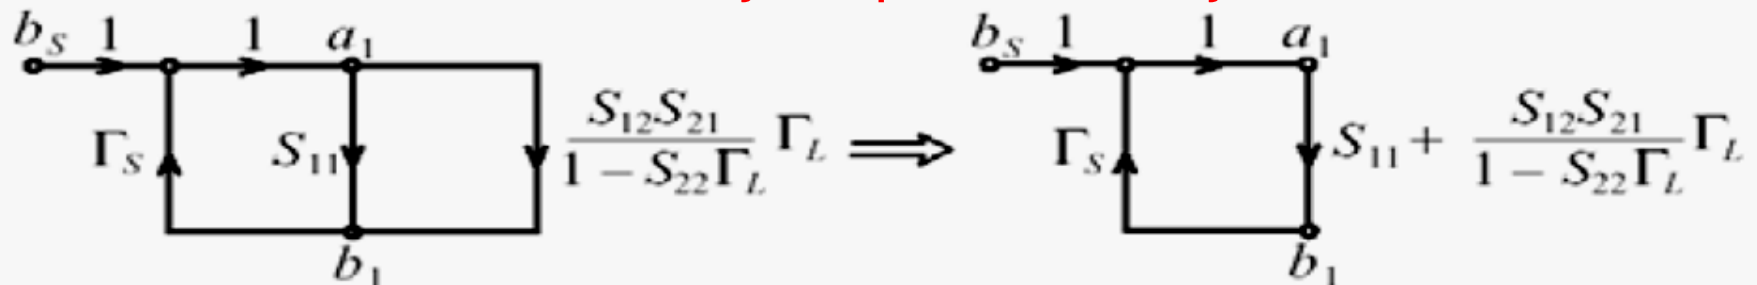 b_S 1 1 a_1
Γ_S S_11 S_12 S_21 / 1 − S_22 Γ_L Γ_L ⟹
b_1
b_S 1 1 a_1
Γ_S S_11 + S_12 S_21 / 1 − S_22 Γ_L Γ_L
b_1